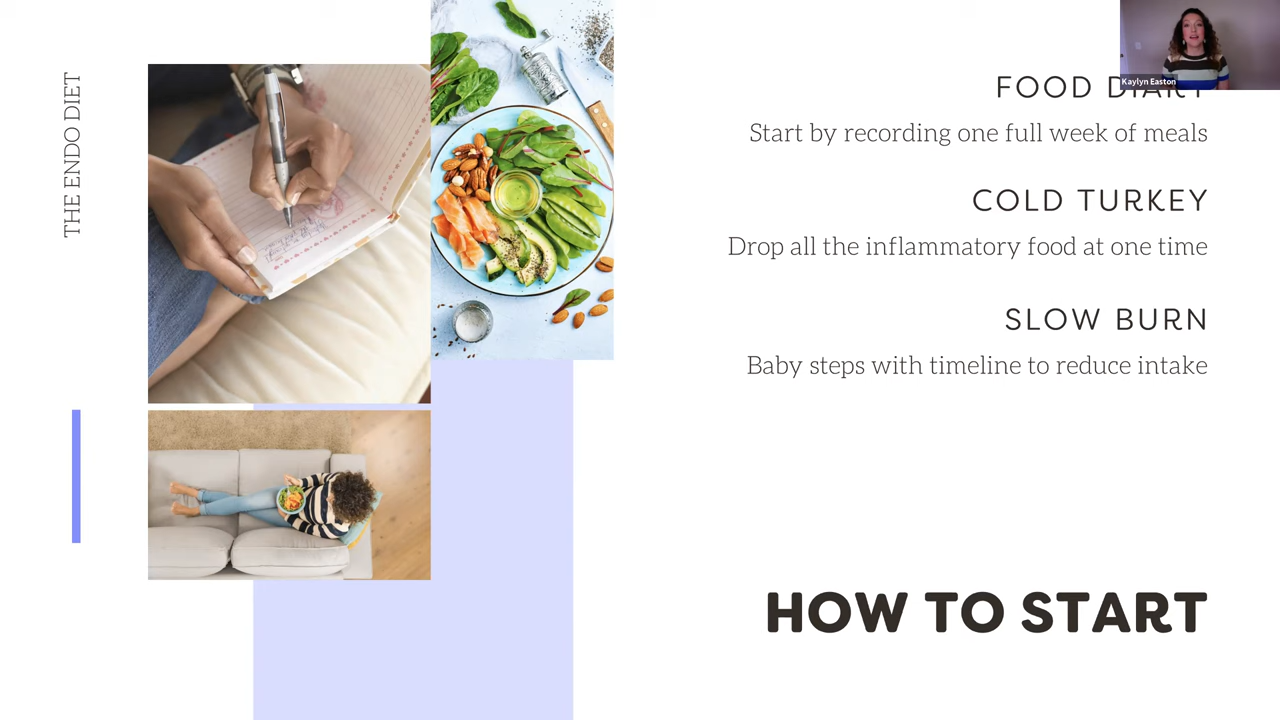 THE ENDO DIET
Kaylyn Easton
FOOD DIARY
Start by recording one full week of meals
COLD TURKEY
Drop all the inflammatory food at one time
SLOW BURN
Baby steps with timeline to reduce intake
HOW TO START